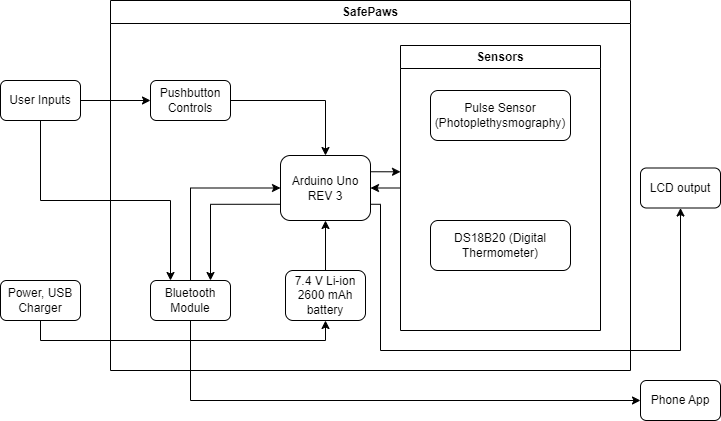 SafePaws
Sensors
User Inputs
Pushbutton
Controls
Pulse Sensor
(Photoplethysmography)
Arduino Uno
REV 3
LCD output
DS18B20 (Digital
Thermometer)
Power, USB
Charger
Bluetooth
Module
7.4 V Li-ion
2600 mAh
battery
Phone App